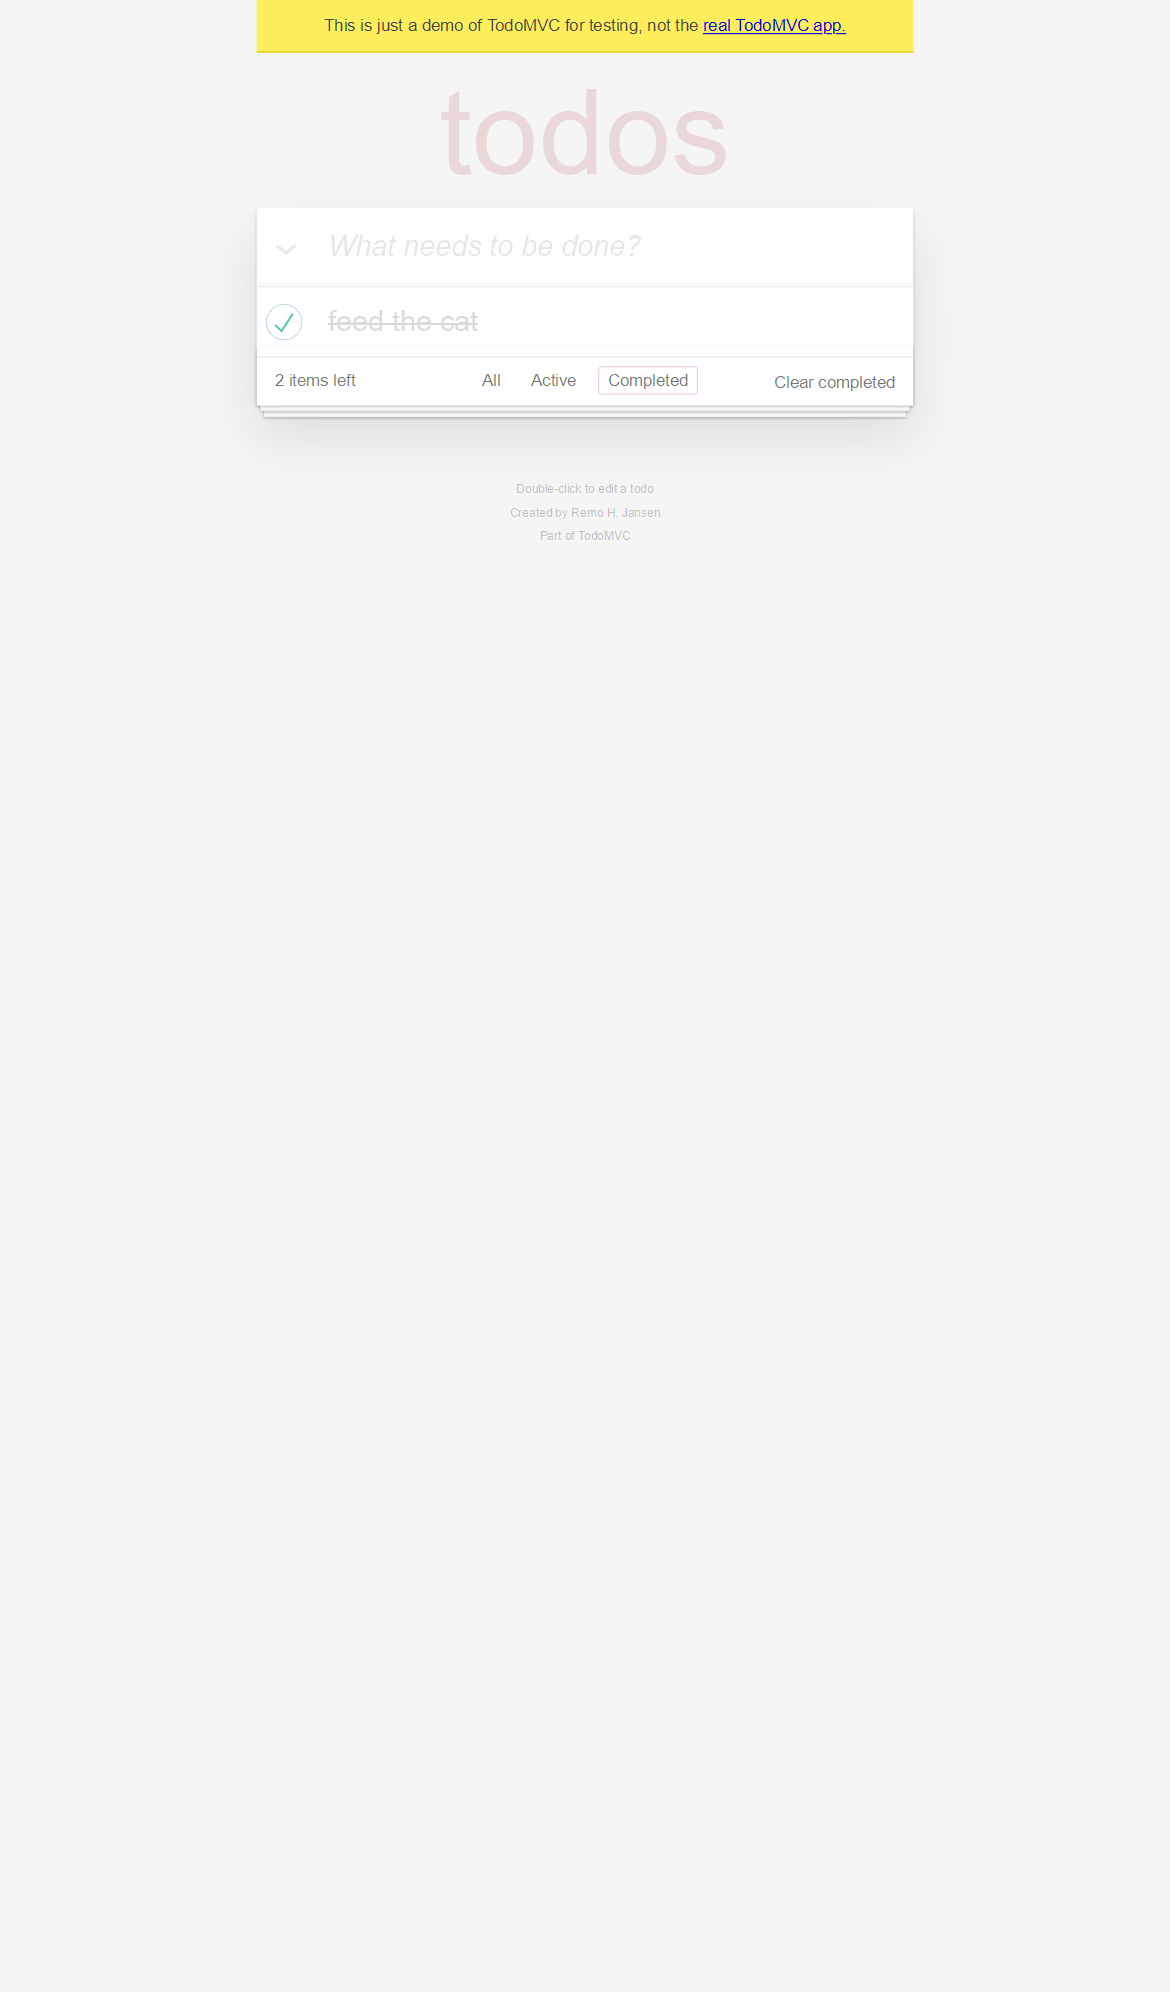 This is just a demo of TodoMVC for testing, not the real TodoMVC app.
todos
What needs to be done?
feed the cat
2 items left All Active Completed Clear completed
Double-click to edit a todo
Created by Remo H. Jansen
Part of TodoMVC